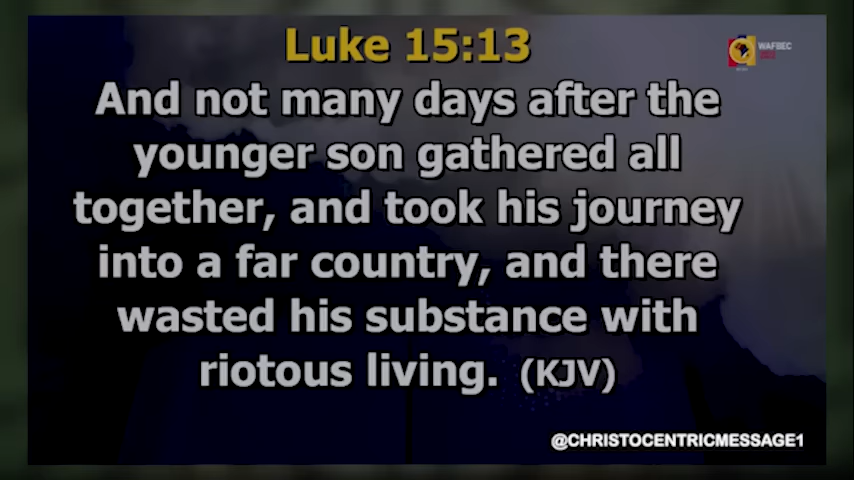 Luke 15:13
And not many days after the
younger son gathered all
together, and took his journey
into a far country, and there
wasted his substance with
riotous living. (KJV)
WAFBEC
@CHRISTOCENTRICMESSAGE1